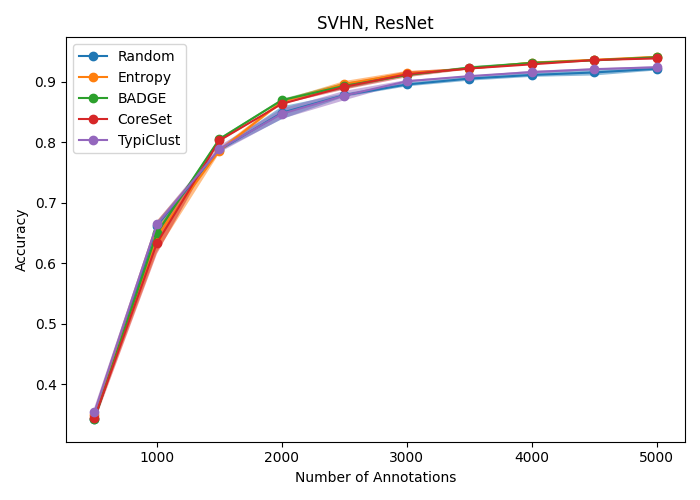 SVHN, ResNet
Random
Entropy
BADGE
CoreSet
TypiClust
0.9
0.8
0.7
0.6
0.5
0.4
Accuracy
1000 2000 3000 4000 5000
Number of Annotations